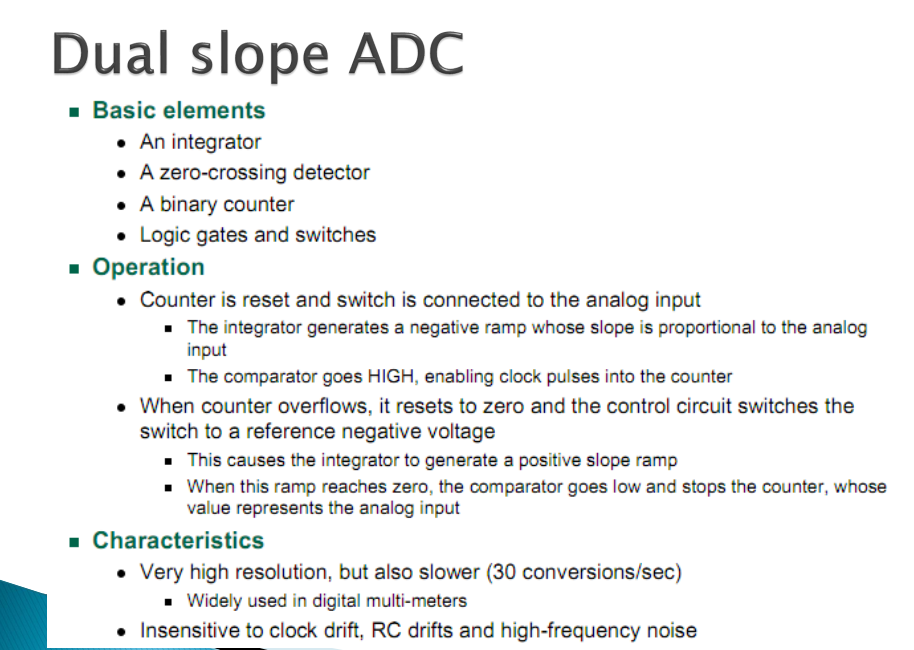 Dual slope ADC
Basic elements
An integrator
A zero-crossing detector
A binary counter
Logic gates and switches
Operation
Counter is reset and switch is connected to the analog input
The integrator generates a negative ramp whose slope is proportional to the analog
input
The comparator goes HIGH, enabling clock pulses into the counter
When counter overflows, it resets to zero and the control circuit switches the
switch to a reference negative voltage
This causes the integrator to generate a positive slope ramp
When this ramp reaches zero, the comparator goes low and stops the counter, whose
value represents the analog input
Characteristics
Very high resolution, but also slower (30 conversions/sec)
Widely used in digital multi-meters
Insensitive to clock drift, RC drifts and high-frequency noise